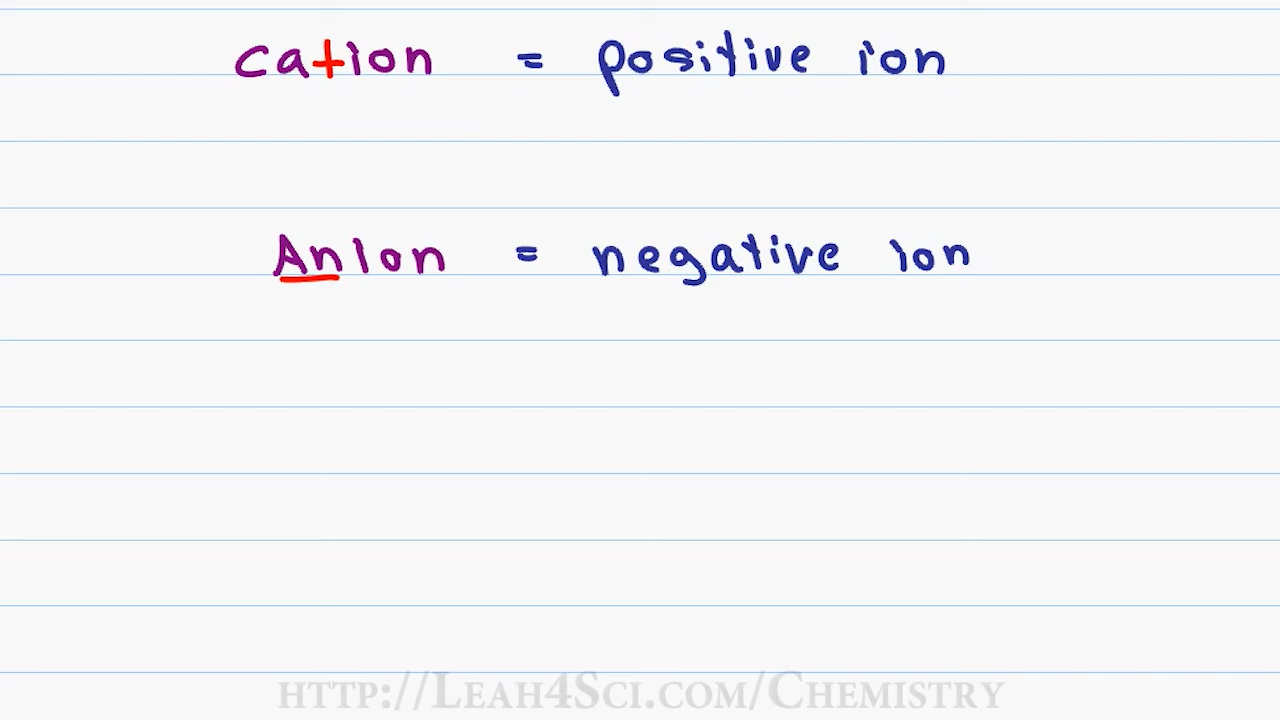 cation = positive ion
Anion = negative ion
http://Leah4Sci.com/Chemistry